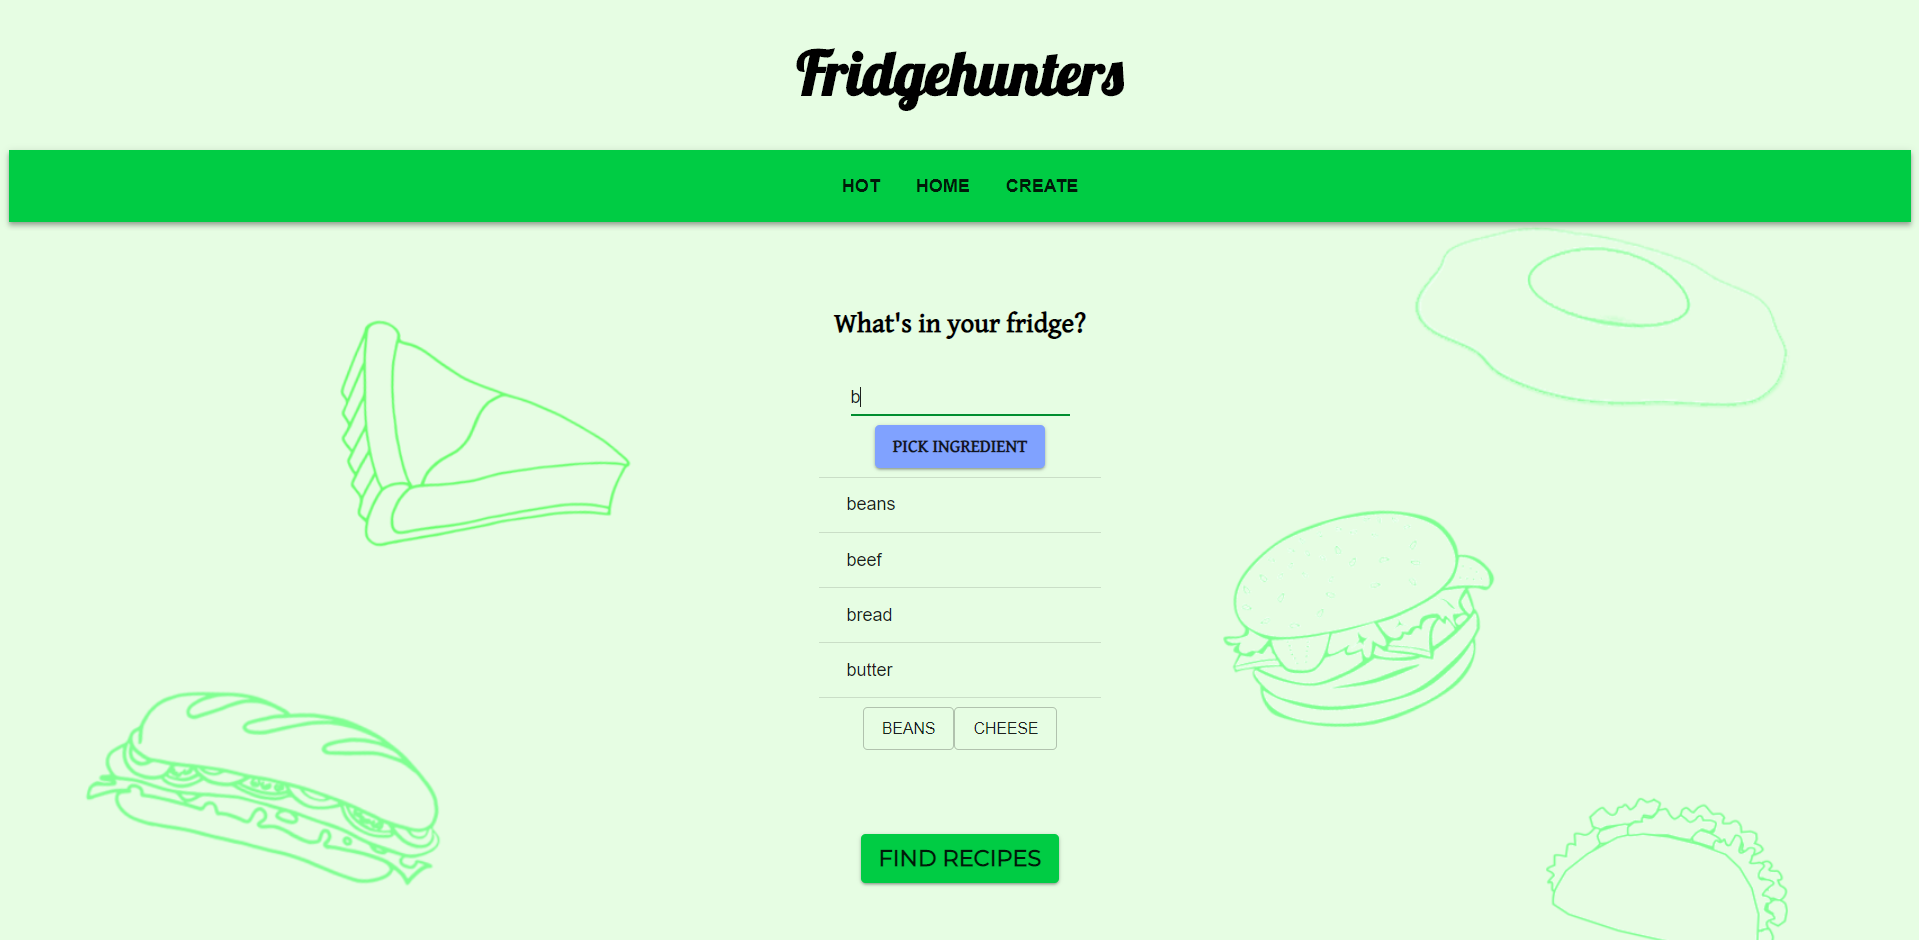 Fridgehunters
HOT HOME CREATE
What's in your fridge?
b
PICK INGREDIENT
beans
beef
bread
butter
BEANS CHEESE
FIND RECIPES